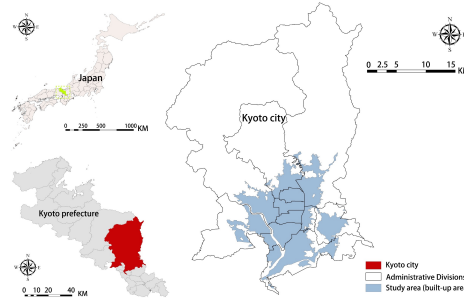 N
W E
S
Japan
0 250 500 1000 KM
Kyoto prefecture
N
W E
S
0 10 20 40 KM
Kyoto city
N
W E
S
0 2.5 5 10 15 Ki
Kyoto city
Administrative Divisions
Study area (built-up are